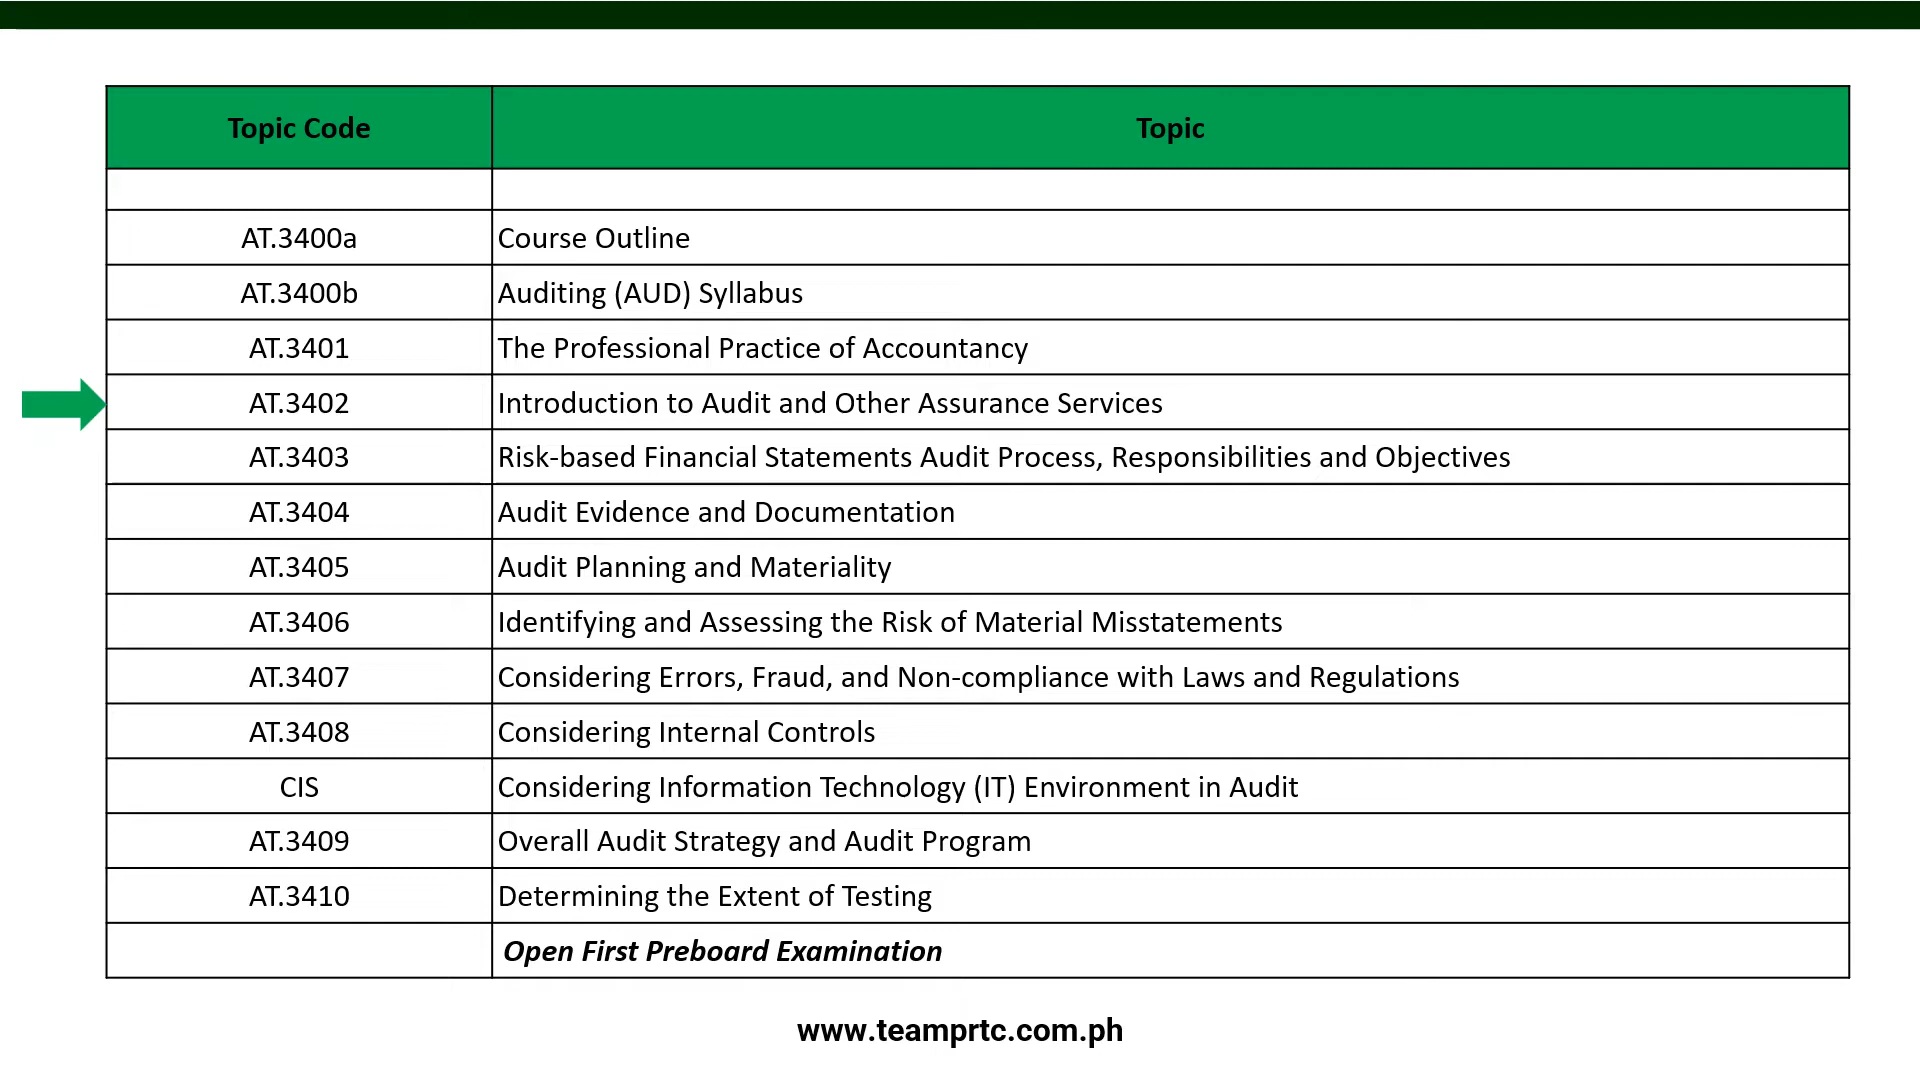 Topic Code Topic
AT.3400a Course Outline
AT.3400b Auditing (AUD) Syllabus
AT.3401 The Professional Practice of Accountancy
AT.3402 Introduction to Audit and Other Assurance Services
AT.3403 Risk-based Financial Statements Audit Process, Responsibilities and Objectives
AT.3404 Audit Evidence and Documentation
AT.3405 Audit Planning and Materiality
AT.3406 Identifying and Assessing the Risk of Material Misstatements
AT.3407 Considering Errors, Fraud, and Non-compliance with Laws and Regulations
AT.3408 Considering Internal Controls
CIS Considering Information Technology (IT) Environment in Audit
AT.3409 Overall Audit Strategy and Audit Program
AT.3410 Determining the Extent of Testing
Open First Preboard Examination
www.teamprtc.com.ph